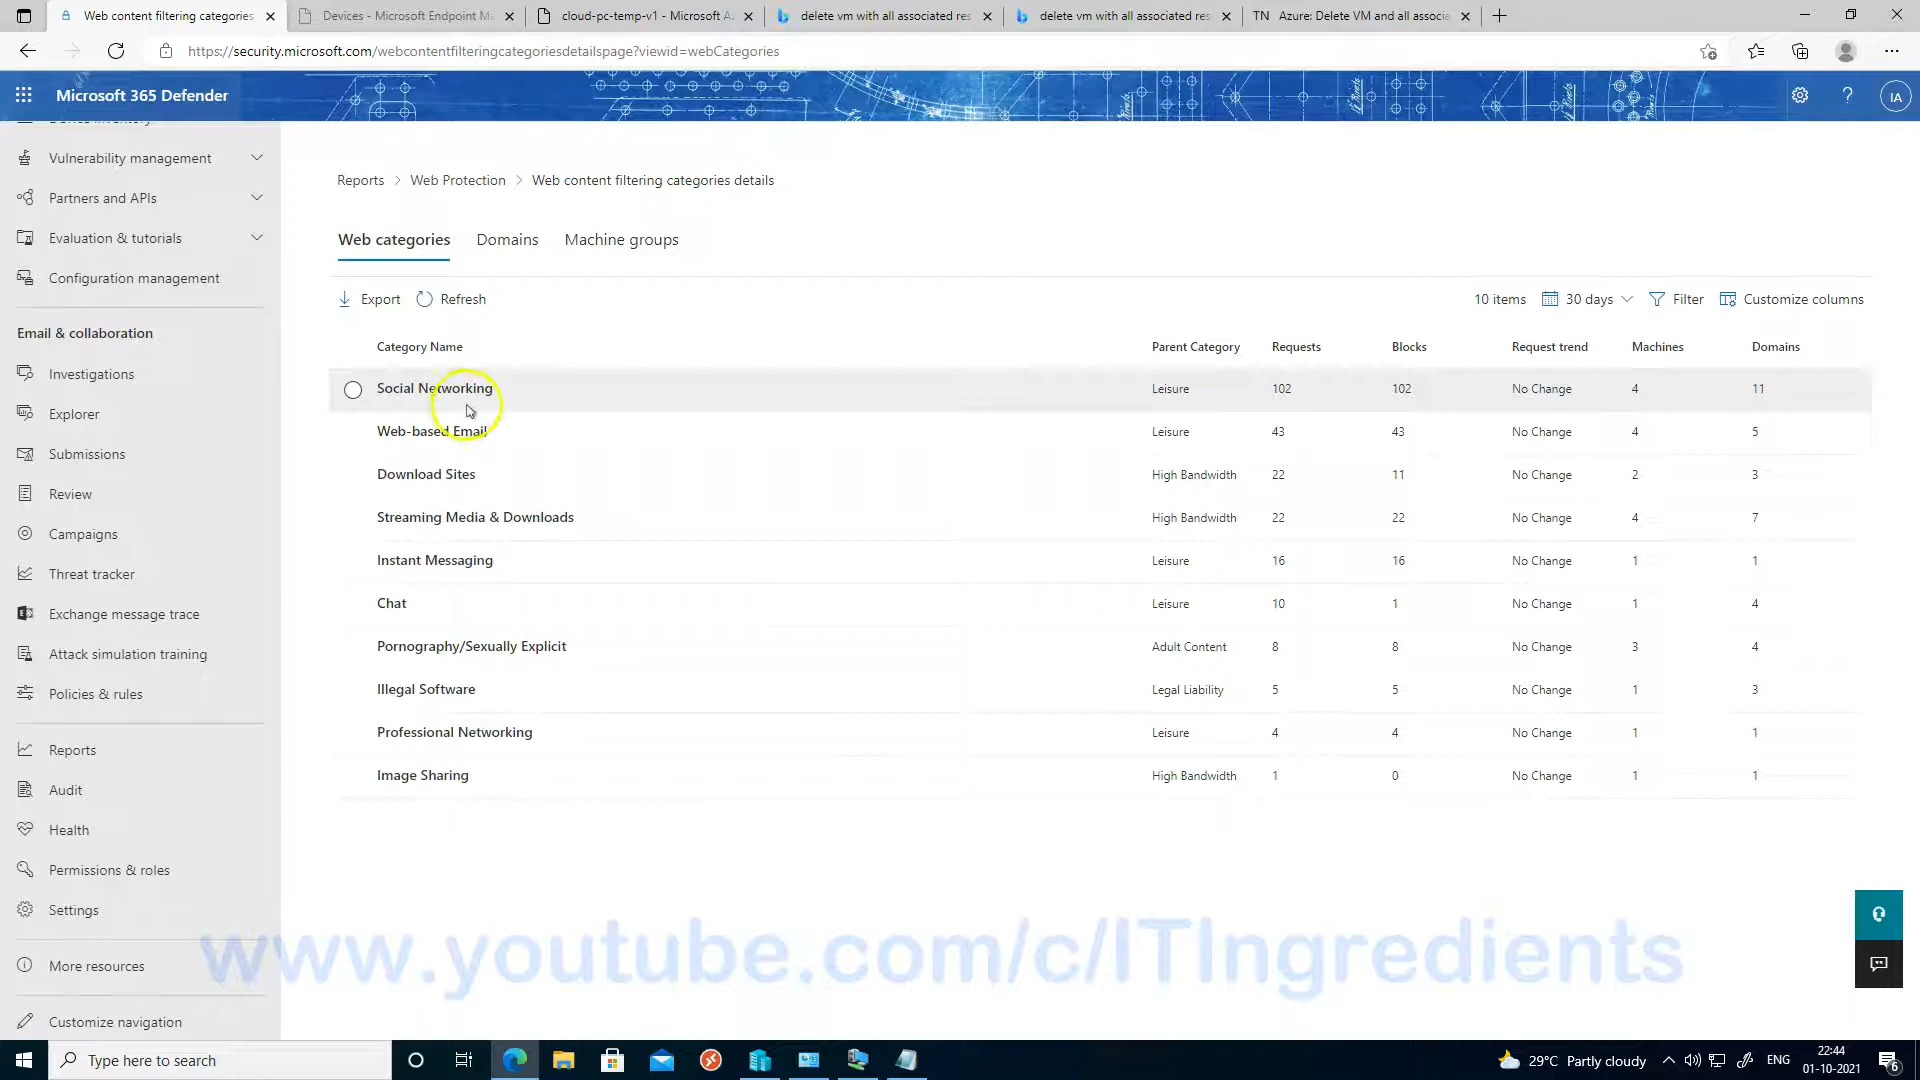 Web content filtering categories
Devices - Microsoft Endpoint Ma
cloud-pc-temp-v1 - Microsoft Az
delete vm with all associated res
delete vm with all associated res
TN Azure: Delete VM and all associa
https://security.microsoft.com/webcontentfilteringcategoriesdetailspage?viewid=webCategories
Microsoft 365 Defender
IA
Device inventory
Vulnerability management
Partners and APIs
Evaluation & tutorials
Configuration management
Email & collaboration
Investigations
Explorer
Submissions
Review
Campaigns
Threat tracker
Exchange message trace
Attack simulation training
Policies & rules
Reports
Audit
Health
Permissions & roles
Settings
More resources
Customize navigation
Reports > Web Protection > Web content filtering categories details
Web categories Domains Machine groups
Export Refresh 10 items 30 days Filter Customize columns
Category Name Parent Category Requests Blocks Request trend Machines Domains
Social Networking Leisure 102 102 No Change 4 11
Web-based Email Leisure 43 43 No Change 4 5
Download Sites High Bandwidth 22 11 No Change 2 3
Streaming Media & Downloads High Bandwidth 22 22 No Change 4 7
Instant Messaging Leisure 16 16 No Change 1 1
Chat Leisure 10 1 No Change 1 4
Pornography/Sexually Explicit Adult Content 8 8 No Change 3 4
Illegal Software Legal Liability 5 5 No Change 1 3
Professional Networking Leisure 4 4 No Change 1 1
Image Sharing High Bandwidth 1 0 No Change 1 1
www.youtube.com/c/ITIngredients
Type here to search
29°C Partly cloudy
ENG
22:44
01-10-2021
6